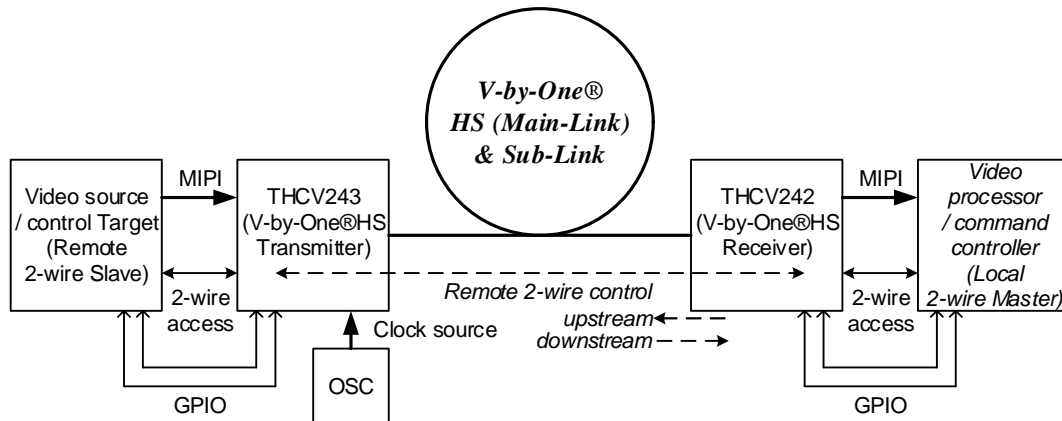 V-by-One®
HS (Main-Link)
& Sub-Link
Video source
/ control Target
(Remote
2-wire Slave)
MIPI
2-wire
access
GPIO
THCV243
(V-by-One®HS
Transmitter)
Clock source
OSC
Remote 2-wire control
upstream
downstream
THCV242
(V-by-One®HS
Receiver)
MIPI
2-wire
access
GPIO
Video
processor
/ command
controller
(Local
2-wire Master)